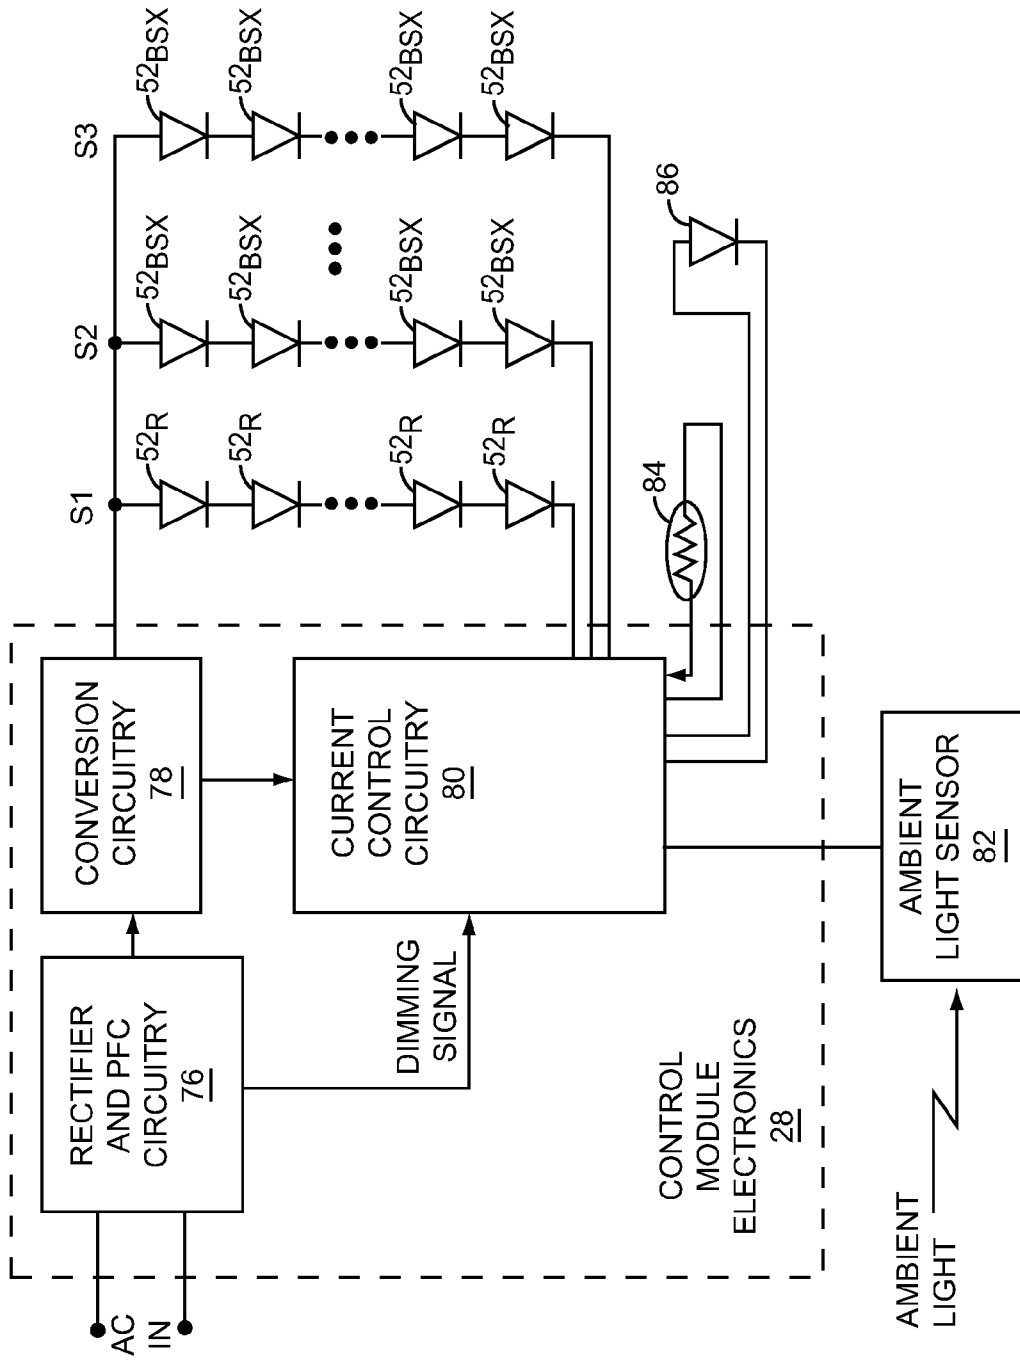 AC
IN
RECTIFIER
AND PFC
CIRCUITRY
76
CONVERSION
CIRCUITRY
78
DIMMING
SIGNAL
CURRENT
CONTROL
CIRCUITRY
80
CONTROL
MODULE
ELECTRONICS
28
AMBIENT
LIGHT
AMBIENT
LIGHT SENSOR
82
84
86
S1
52R
52R
52R
52R
S2
52BSX
52BSX
52BSX
52BSX
S3
52BSX
52BSX
52BSX
52BSX